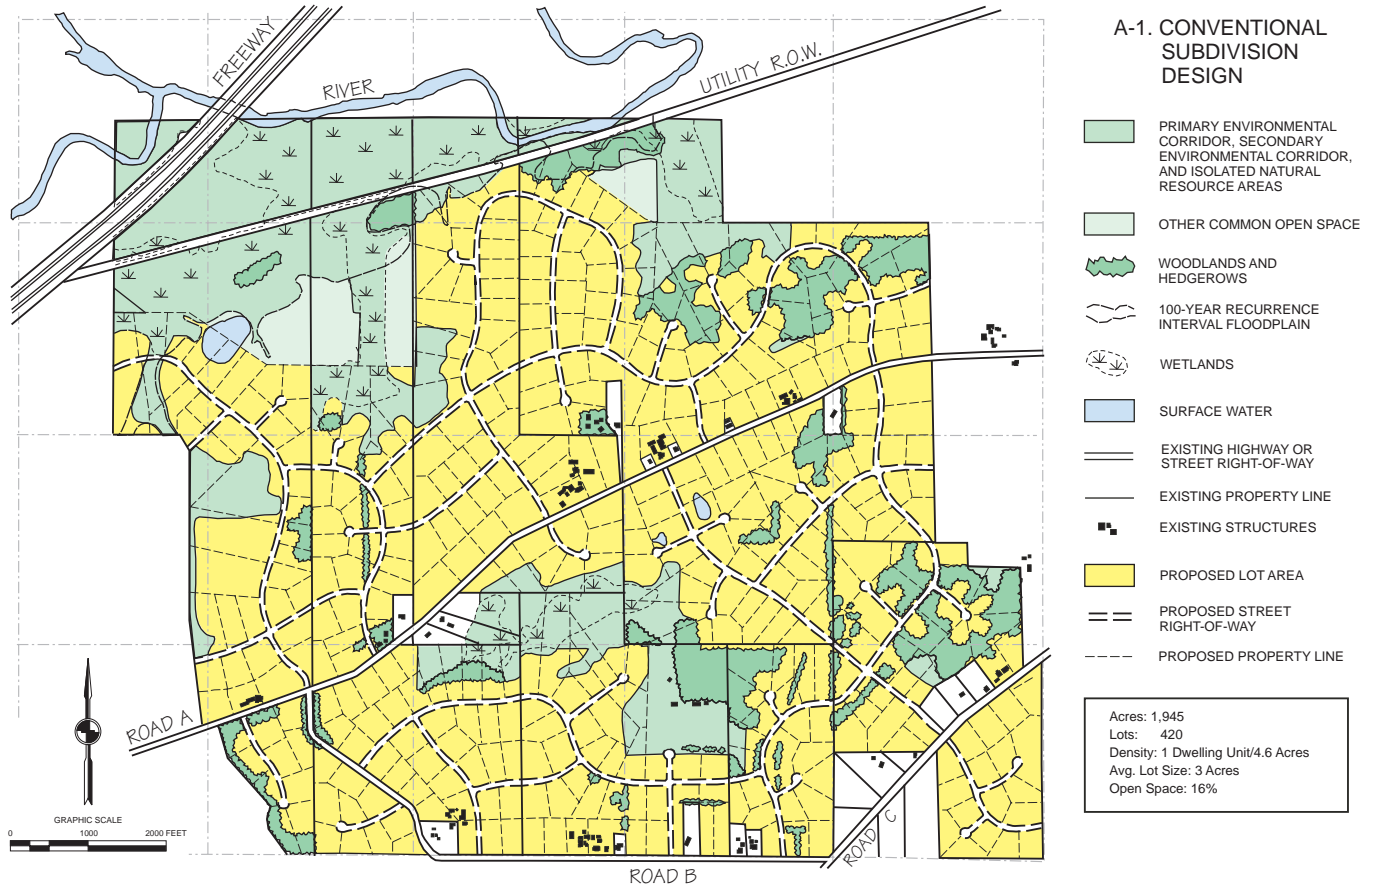 A-1. CONVENTIONAL
SUBDIVISION
DESIGN
FREEWAY
RIVER
UTILITY R.O.W.
PRIMARY ENVIRONMENTAL
CORRIDOR, SECONDARY
ENVIRONMENTAL CORRIDOR,
AND ISOLATED NATURAL
RESOURCE AREAS
OTHER COMMON OPEN SPACE
WOODLANDS AND
HEDGEROWS
100-YEAR RECURRENCE
INTERVAL FLOODPLAIN
WETLANDS
SURFACE WATER
EXISTING HIGHWAY OR
STREET RIGHT-OF-WAY
EXISTING PROPERTY LINE
EXISTING STRUCTURES
PROPOSED LOT AREA
PROPOSED STREET
RIGHT-OF-WAY
PROPOSED PROPERTY LINE
Acres: 1,945
Lots: 420
Density: 1 Dwelling Unit/4.6 Acres
Avg. Lot Size: 3 Acres
Open Space: 16%
ROAD A
GRAPHIC SCALE
0 1000 2000 FEET
ROAD C
ROAD B